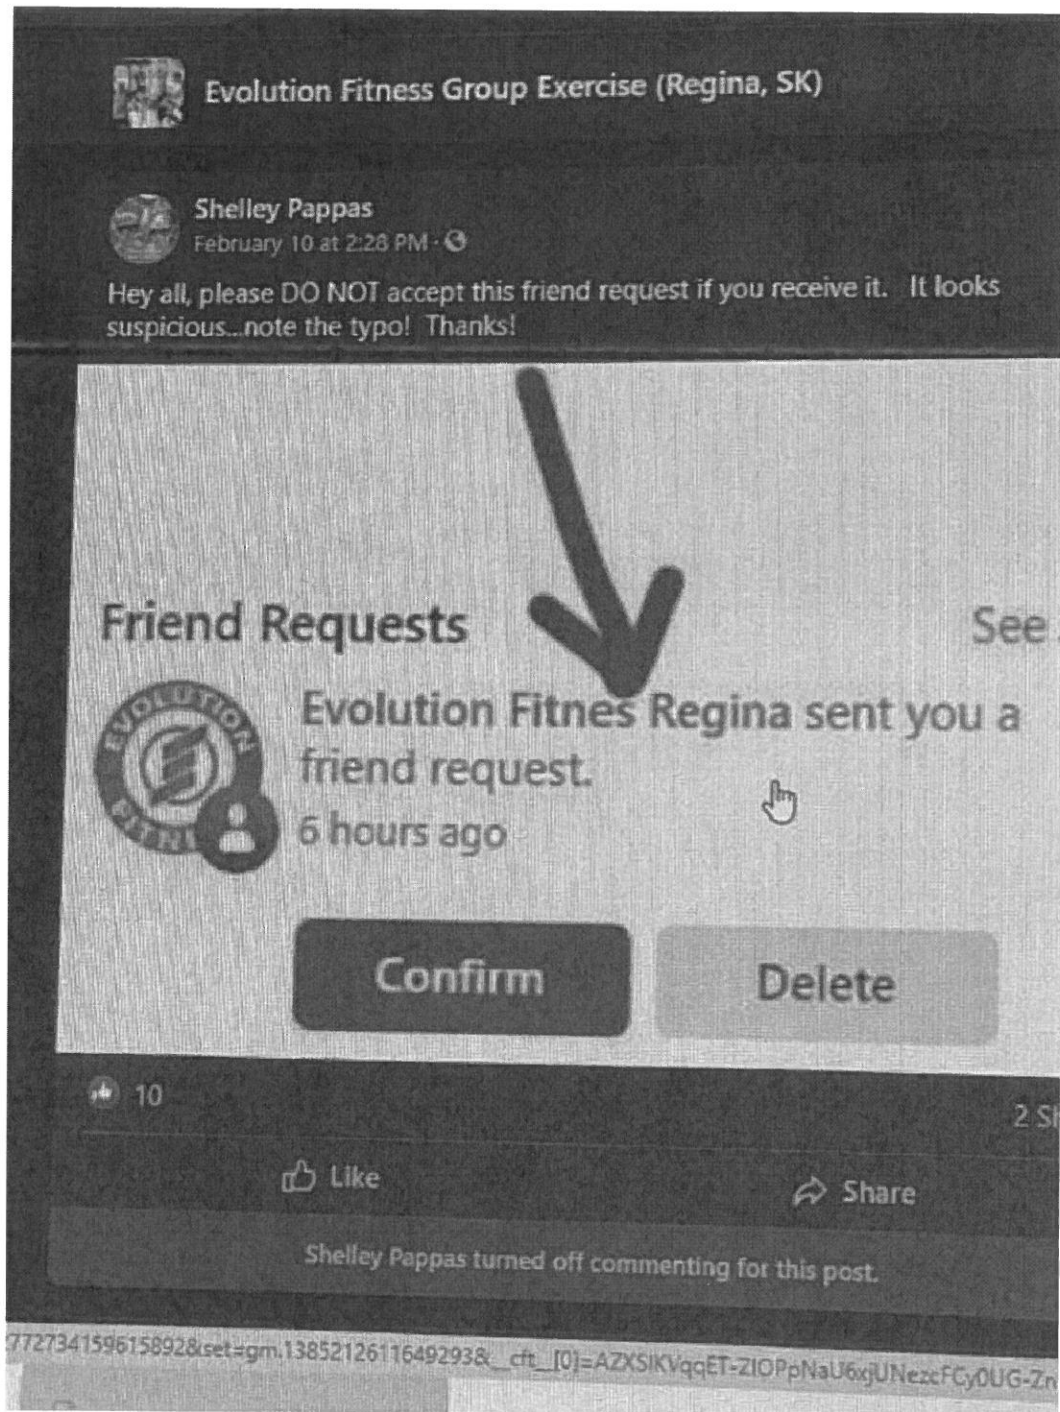 Evolution Fitness Group Exercise (Regina, SK)
Shelley Pappas
February 10 at 2:28 PM ·
Hey all, please DO NOT accept this friend request if you receive it. It looks
suspicious...note the typo! Thanks!
Friend Requests
See
EVOLUTION
Evolution Fitnes Regina sent you a
friend request.
6 hours ago
Confirm
Delete
10
2
Like
Share
Shelley Pappas turned off commenting for this post.